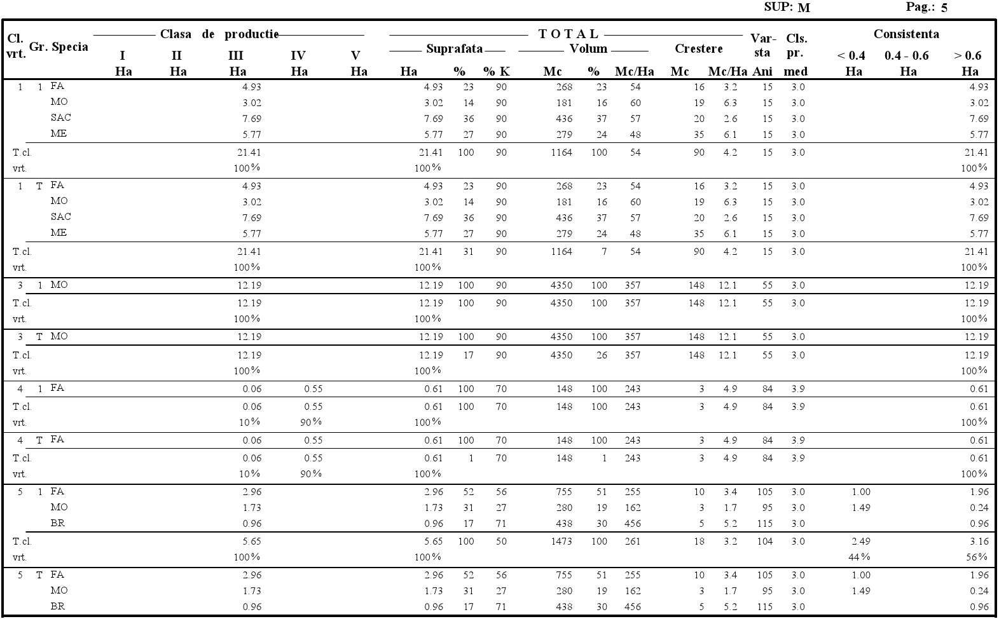 SUP: M Pag.: 5
Cl. vrt. Gr. Specia Clasa de productie T O T A L Var- sta Cls. pr. Consistenta
Suprafata Volum Crestere
I II III IV V < 0.4 0.4 - 0.6 > 0.6
Ha Ha Ha Ha Ha Ha % % K Mc % Mc/Ha Mc Mc/Ha Ani med Ha Ha Ha
1 1 FA 4.93 4.93 23 90 268 23 54 16 3.2 15 3.0 4.93
MO 3.02 3.02 14 90 181 16 60 19 6.3 15 3.0 3.02
SAC 7.69 7.69 36 90 436 37 57 20 2.6 15 3.0 7.69
ME 5.77 5.77 27 90 279 24 48 35 6.1 15 3.0 5.77
T.cl. 21.41 21.41 100 90 1164 100 54 90 4.2 15 3.0 21.41
vrt. 100% 100% 100%
1 T FA 4.93 4.93 23 90 268 23 54 16 3.2 15 3.0 4.93
MO 3.02 3.02 14 90 181 16 60 19 6.3 15 3.0 3.02
SAC 7.69 7.69 36 90 436 37 57 20 2.6 15 3.0 7.69
ME 5.77 5.77 27 90 279 24 48 35 6.1 15 3.0 5.77
T.cl. 21.41 21.41 31 90 1164 7 54 90 4.2 15 3.0 21.41
vrt. 100% 100% 100%
3 1 MO 12.19 12.19 100 90 4350 100 357 148 12.1 55 3.0 12.19
T.cl. 12.19 12.19 100 90 4350 100 357 148 12.1 55 3.0 12.19
vrt. 100% 100% 100%
3 T MO 12.19 12.19 100 90 4350 100 357 148 12.1 55 3.0 12.19
T.cl. 12.19 12.19 17 90 4350 26 357 148 12.1 55 3.0 12.19
vrt. 100% 100% 100%
4 1 FA 0.06 0.55 0.61 100 70 148 100 243 3 4.9 84 3.9 0.61
T.cl. 0.06 0.55 0.61 100 70 148 100 243 3 4.9 84 3.9 0.61
vrt. 10% 90% 100% 100%
4 T FA 0.06 0.55 0.61 100 70 148 100 243 3 4.9 84 3.9 0.61
T.cl. 0.06 0.55 0.61 1 70 148 1 243 3 4.9 84 3.9 0.61
vrt. 10% 90% 100% 100%
5 1 FA 2.96 2.96 52 56 755 51 255 10 3.4 105 3.0 1.00 1.96
MO 1.73 1.73 31 27 280 19 162 3 1.7 95 3.0 1.49 0.24
BR 0.96 0.96 17 71 438 30 456 5 5.2 115 3.0 0.96
T.cl. 5.65 5.65 100 50 1473 100 261 18 3.2 104 3.0 2.49 3.16
vrt. 100% 100% 44% 56%
5 T FA 2.96 2.96 52 56 755 51 255 10 3.4 105 3.0 1.00 1.96
MO 1.73 1.73 31 27 280 19 162 3 1.7 95 3.0 1.49 0.24
BR 0.96 0.96 17 71 438 30 456 5 5.2 115 3.0 0.96